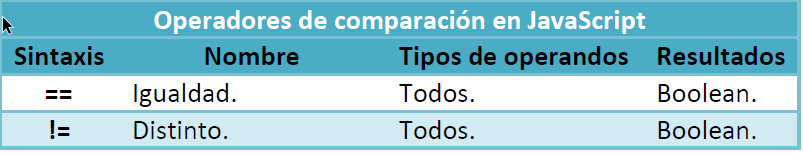 Operadores de comparación en JavaScript
Sintaxis Nombre Tipos de operandos Resultados
== Igualdad. Todos. Boolean.
!= Distinto. Todos. Boolean.